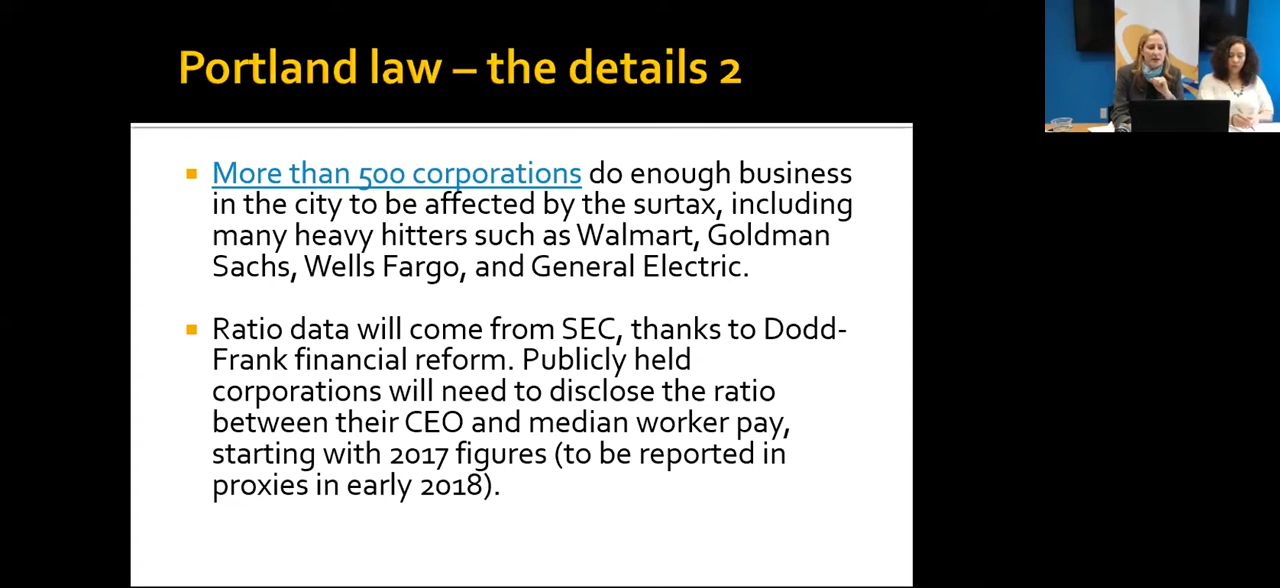 Portland law – the details 2
More than 500 corporations do enough business
in the city to be affected by the surtax, including
many heavy hitters such as Walmart, Goldman
Sachs, Wells Fargo, and General Electric.
Ratio data will come from SEC, thanks to Dodd-
Frank financial reform. Publicly held
corporations will need to disclose the ratio
between their CEO and median worker pay,
starting with 2017 figures (to be reported in
proxies in early 2018).